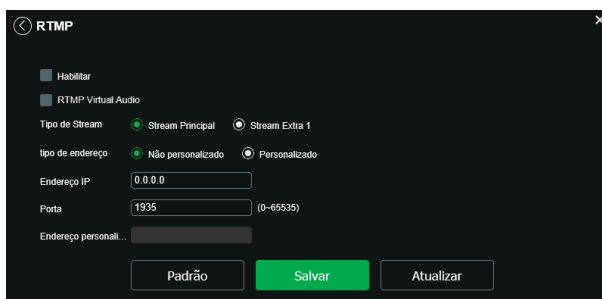 RTMP
Habilitar
RTMP Virtual Audio
Tipo de Stream Stream Principal Stream Extra 1
tipo de endereço Não personalizado Personalizado
Endereço IP 0.0.0.0
Porta 1935 (0~65535)
Endereço personali...
Padrão Salvar Atualizar